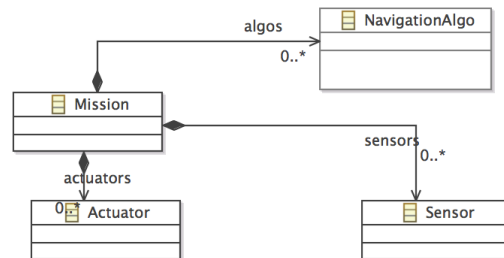 algos
NavigationAlgo
0..*
Mission
sensors
0..*
actuators
0..*
Actuator
Sensor